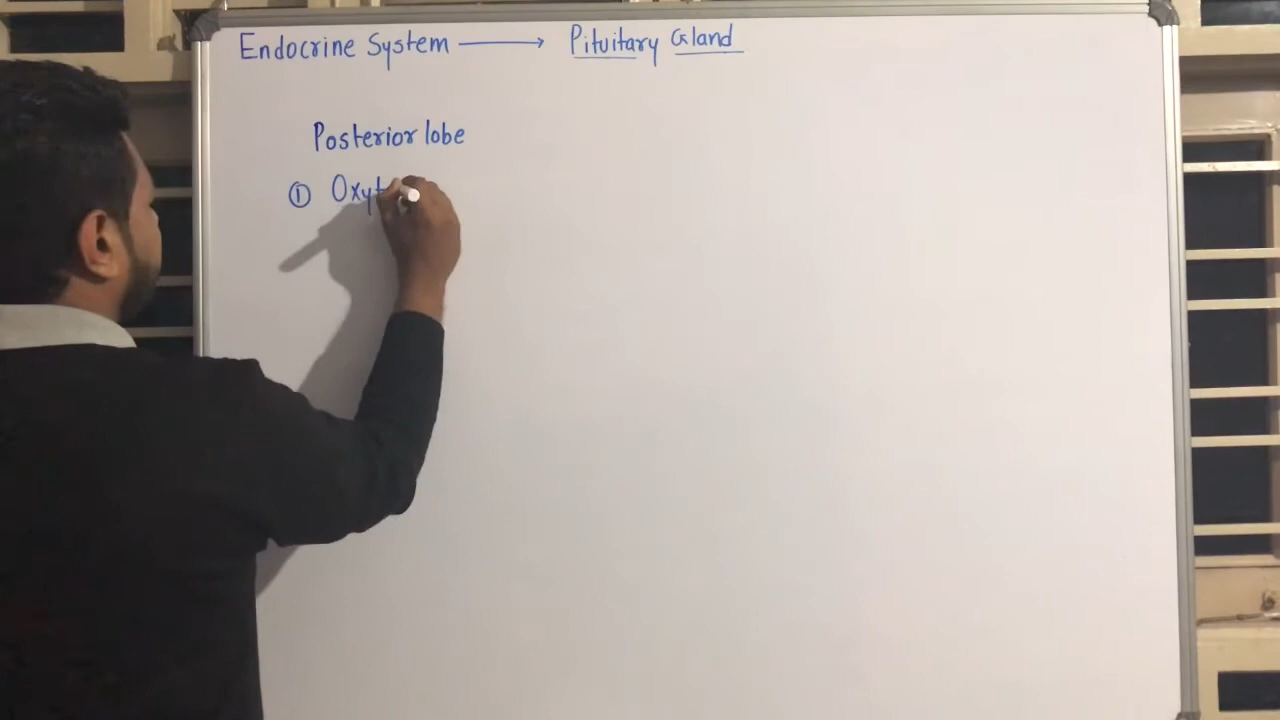 Endocrine System → Pituitary Gland
Posterior lobe
① Oxyt